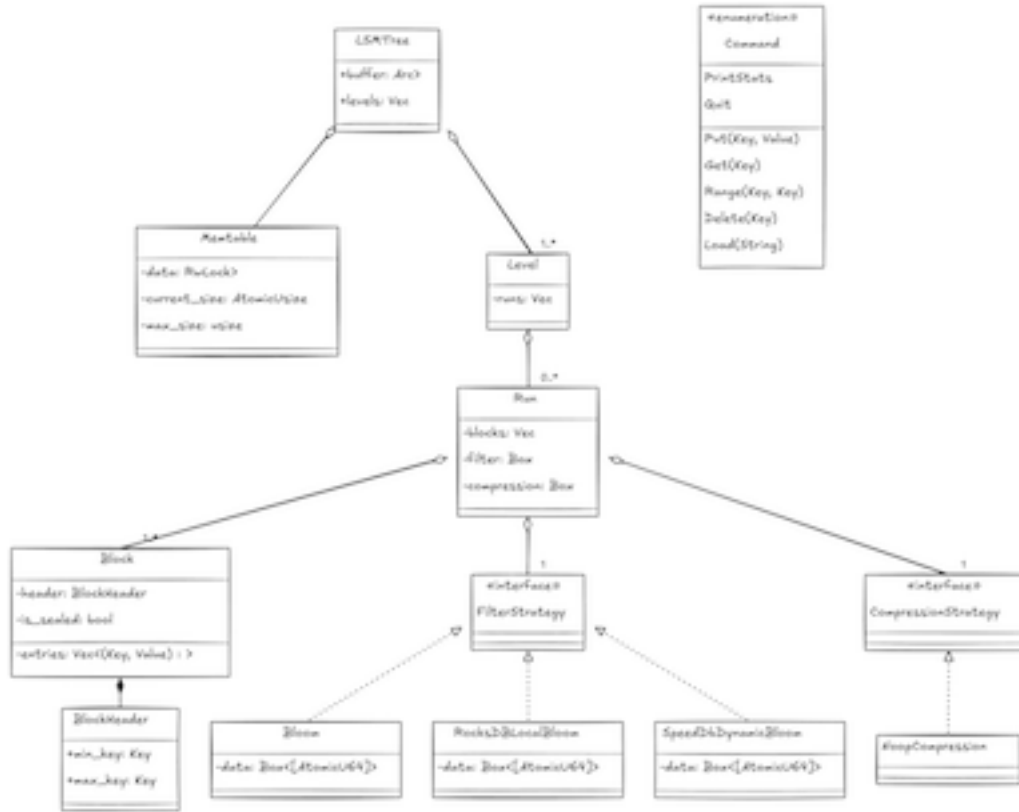 LSMTree
+buffer: Arc>
+levels: Vec
«enumeration»
Command
PrintStats
Quit
Put(Key, Value)
Get(Key)
Range(Key, Key)
Delete(Key)
Load(String)
Memtable
-data: RwLock>
-current_size: AtomicUsize
-max_size: usize
1..*
Level
-runs: Vec
0..*
Run
-blocks: Vec
-filter: Box
-compression: Box
1..*
Block
-header: BlockHeader
-is_sealed: bool
-entries: Vec<(Key, Value) : >
1
«interface»
FilterStrategy
1
«interface»
CompressionStrategy
BlockHeader
+min_key: Key
+max_key: Key
Bloom
-data: Box<[AtomicU64]>
RocksDBLocalBloom
-data: Box<[AtomicU64]>
SpeedDbDynamicBloom
-data: Box<[AtomicU64]>
NoopCompression